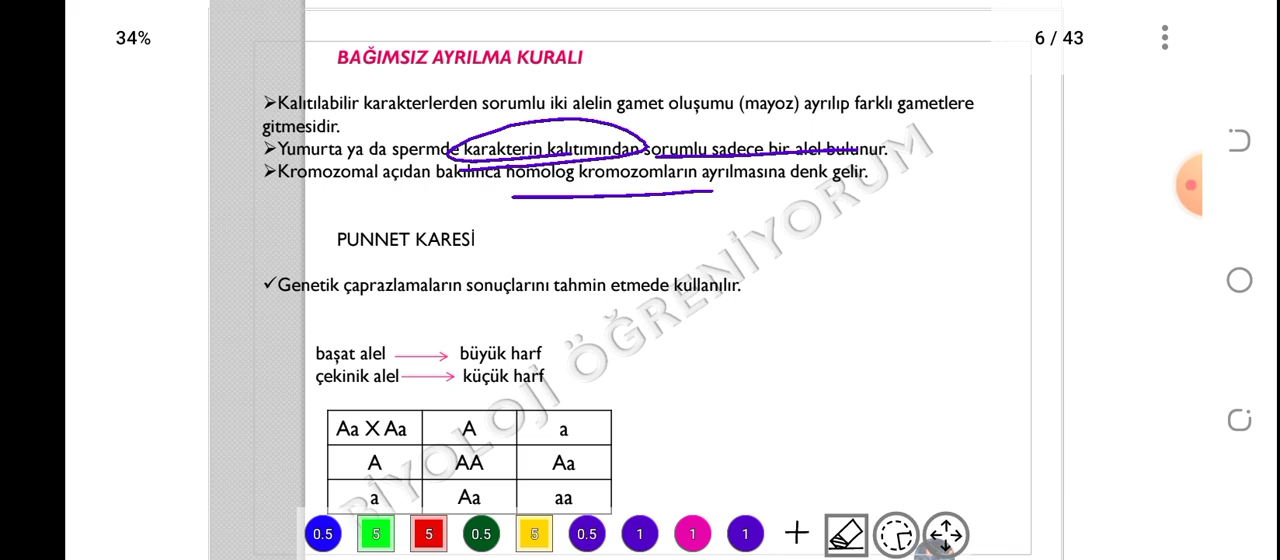 34%
6 / 43
BAĞIMSIZ AYRILMA KURALI
➢Kalıtılabilir karakterlerden sorumlu iki alelin gamet oluşumu (mayoz) ayrılıp farklı gametlere
gitmesidir.
➢Yumurta ya da spermde karakterin kalıtımından sorumlu sadece bir alel bulunur.
➢Kromozomal açıdan bakılınca homolog kromozomların ayrılmasına denk gelir.
PUNNET KARESİ
✓Genetik çaprazlamaların sonuçlarını tahmin etmede kullanılır.
başat alel → büyük harf
çekinik alel → küçük harf
Aa X Aa A a
A AA Aa
a Aa aa
BİYOLOJİ ÖĞRENİYORUM
0.5 5 5 0.5 5 0.5 1 1 1 +